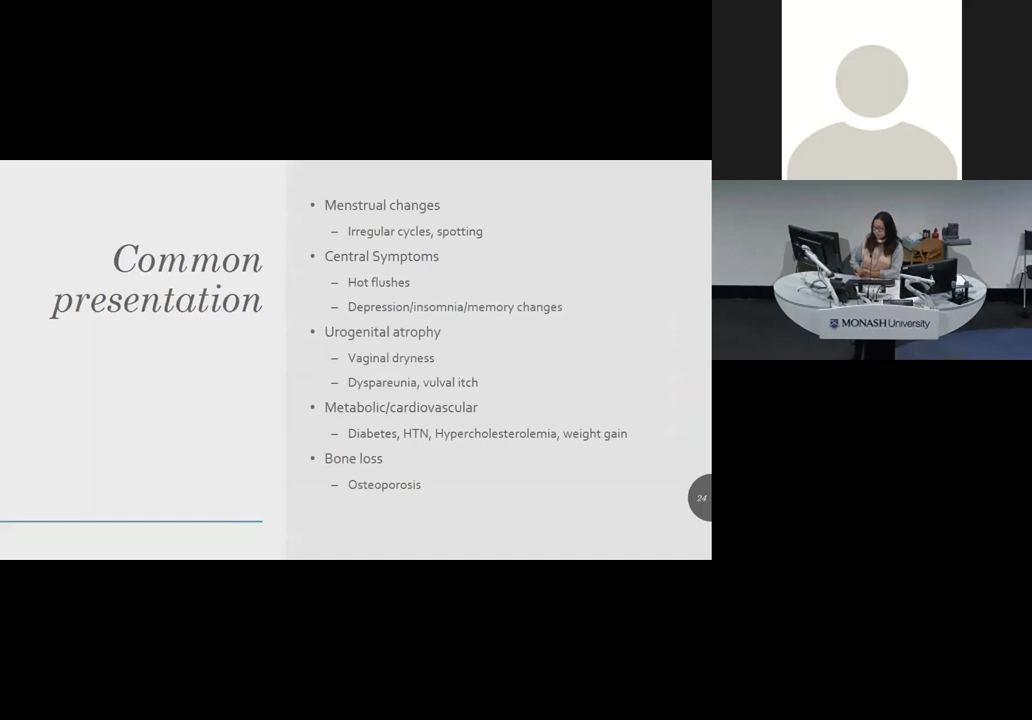 Common
presentation
• Menstrual changes
– Irregular cycles, spotting
• Central Symptoms
– Hot flushes
– Depression/insomnia/memory changes
• Urogenital atrophy
– Vaginal dryness
– Dyspareunia, vulval itch
• Metabolic/cardiovascular
– Diabetes, HTN, Hypercholesterolemia, weight gain
• Bone loss
– Osteoporosis
24
MONASH University